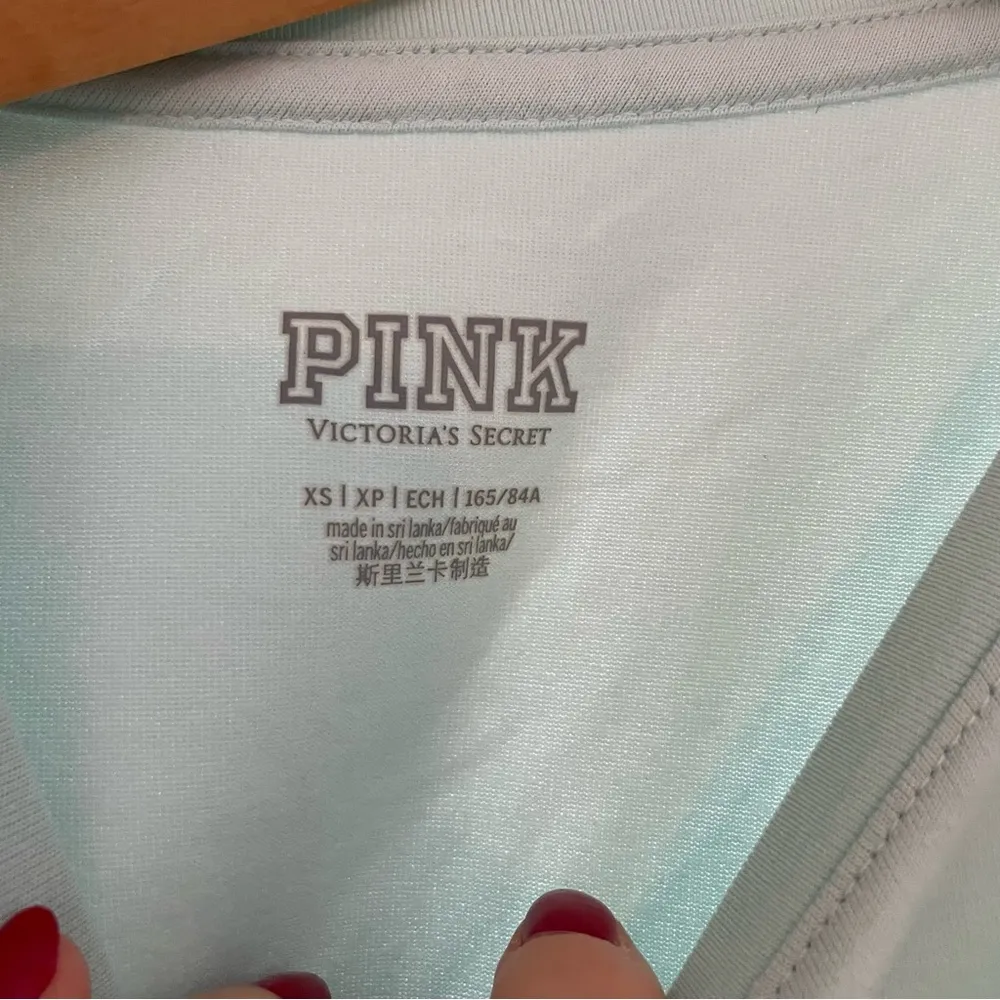 PINK
VICTORIA'S SECRET
XS | XP | ECH | 165/84A
made in sri lanka/fabriqué au
sri lanka/hecho en sri lanka/
斯里兰卡制造